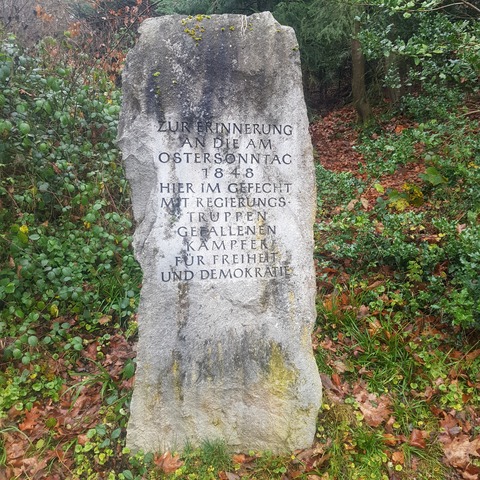 ZUR ERINNERUNG
AN DIE AM
OSTERSONNTAG
1848
HIER IM GEFECHT
MIT REGIERUNGS-
TRUPPEN
GEFALLENEN
KÄMPFER
FÜR FREIHEIT
UND DEMOKRATIE